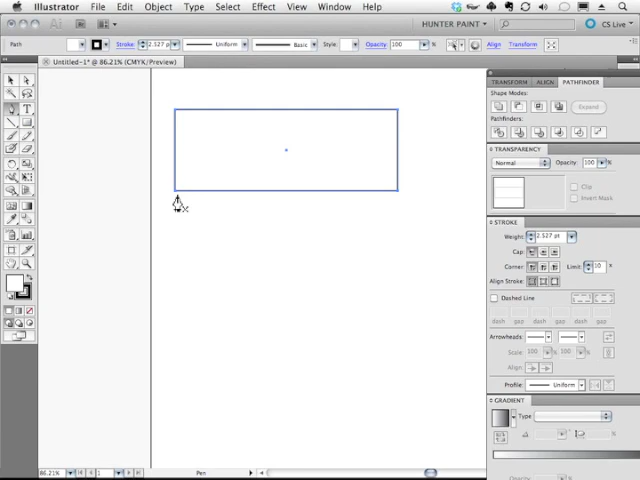 Illustrator File Edit Object Type Select Effect View Window Help
Ai Br HUNTER PAINT CS Live
Path Stroke: 2.527 pt Uniform Basic Style: Opacity 100 % Align Transform
Untitled-1* @ 86.21% (CMYK/Preview)
TRANSFORM ALIGN PATHFINDER
Shape Modes:
Expand
Pathfinders:
TRANSPARENCY
Normal Opacity: 100 %
Clip
Invert Mask
STROKE
Weight: 2.527 pt
Cap:
Corner: Limit: 10 x
Align Stroke:
Dashed Line
dash gap dash gap dash gap
Arrowheads:
Scale: 100 % 100 %
Align:
Profile: Uniform
GRADIENT
Type
Opacity: %
Location: %
86.21% 1 Pen